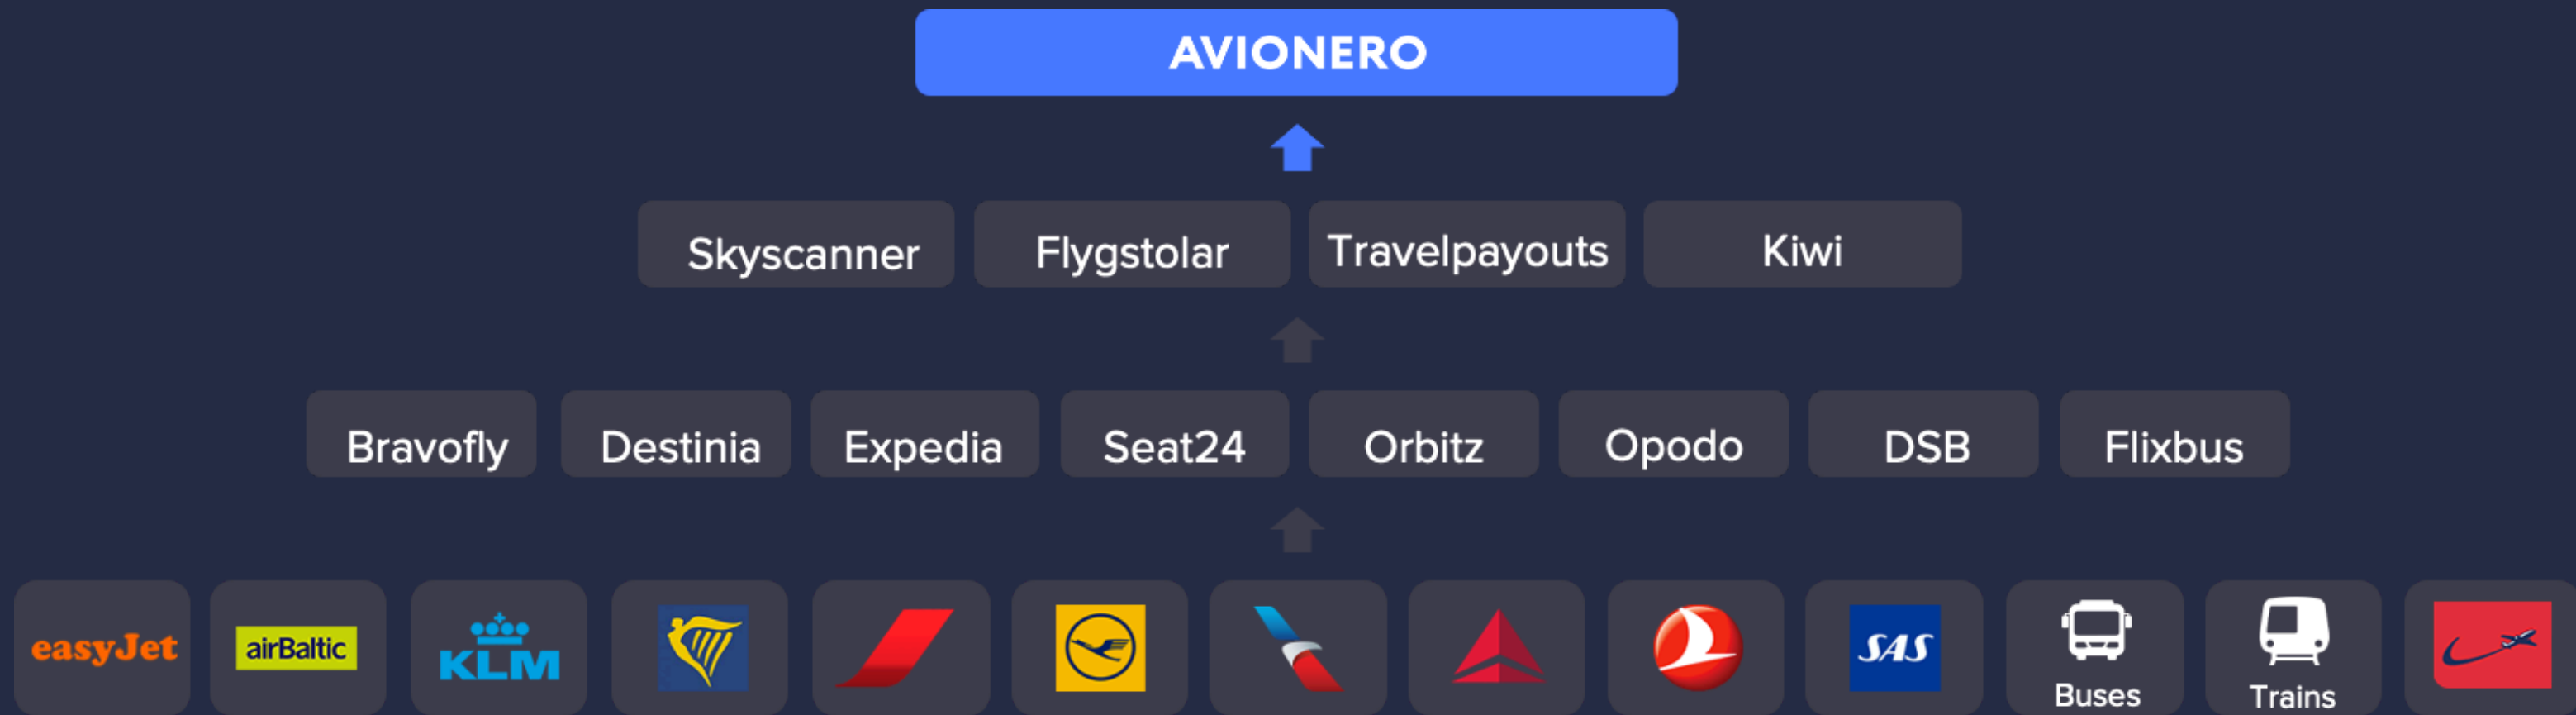 AVIONERO
Skyscanner
Flygstolar
Travelpayouts
Kiwi
Bravofly
Destinia
Expedia
Seat24
Orbitz
Opodo
DSB
Flixbus
easyJet
airBaltic
KLM
SAS
Buses
Trains